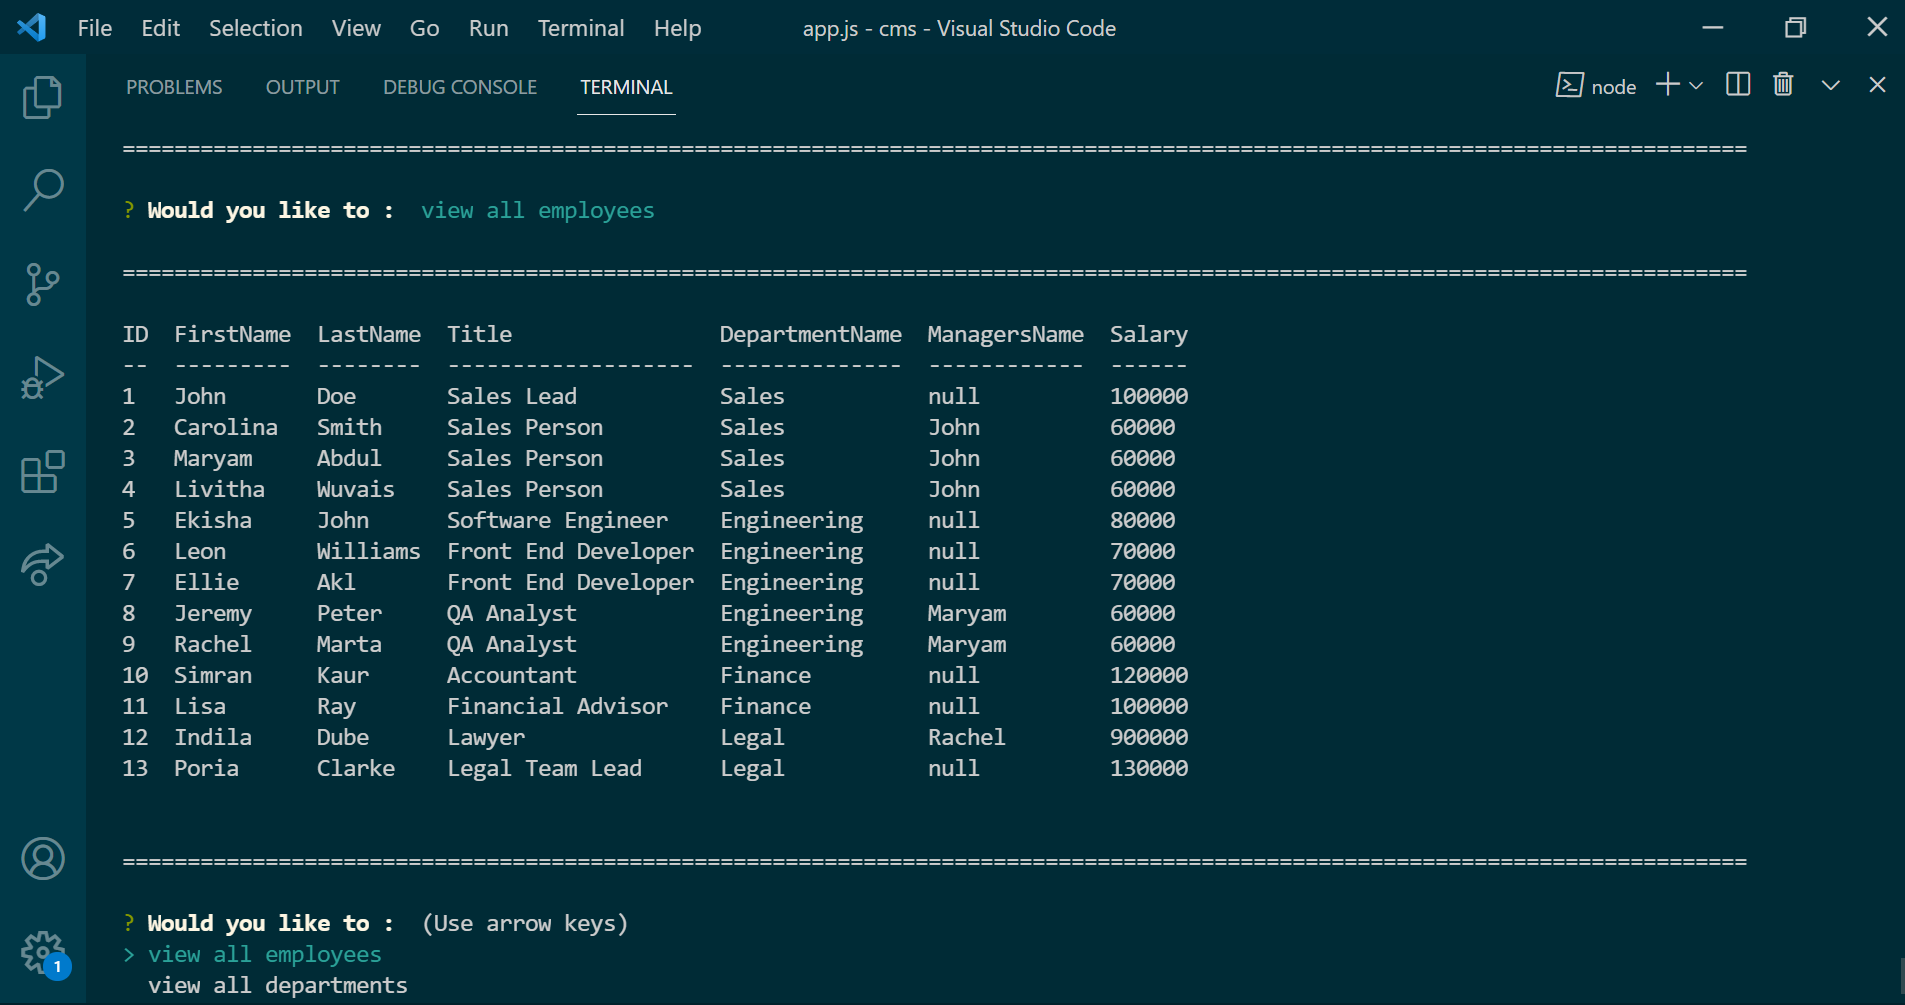 File Edit Selection View Go Run Terminal Help app.js - cms - Visual Studio Code
PROBLEMS OUTPUT DEBUG CONSOLE TERMINAL node
=============================================================================================================================
? Would you like to : view all employees
=============================================================================================================================
ID FirstName LastName Title DepartmentName ManagersName Salary
-- --------- -------- ------------------- -------------- ------------ ------
1 John Doe Sales Lead Sales null 100000
2 Carolina Smith Sales Person Sales John 60000
3 Maryam Abdul Sales Person Sales John 60000
4 Livitha Wuvais Sales Person Sales John 60000
5 Ekisha John Software Engineer Engineering null 80000
6 Leon Williams Front End Developer Engineering null 70000
7 Ellie Akl Front End Developer Engineering null 70000
8 Jeremy Peter QA Analyst Engineering Maryam 60000
9 Rachel Marta QA Analyst Engineering Maryam 60000
10 Simran Kaur Accountant Finance null 120000
11 Lisa Ray Financial Advisor Finance null 100000
12 Indila Dube Lawyer Legal Rachel 900000
13 Poria Clarke Legal Team Lead Legal null 130000
=============================================================================================================================
? Would you like to : (Use arrow keys)
> view all employees
view all departments
1